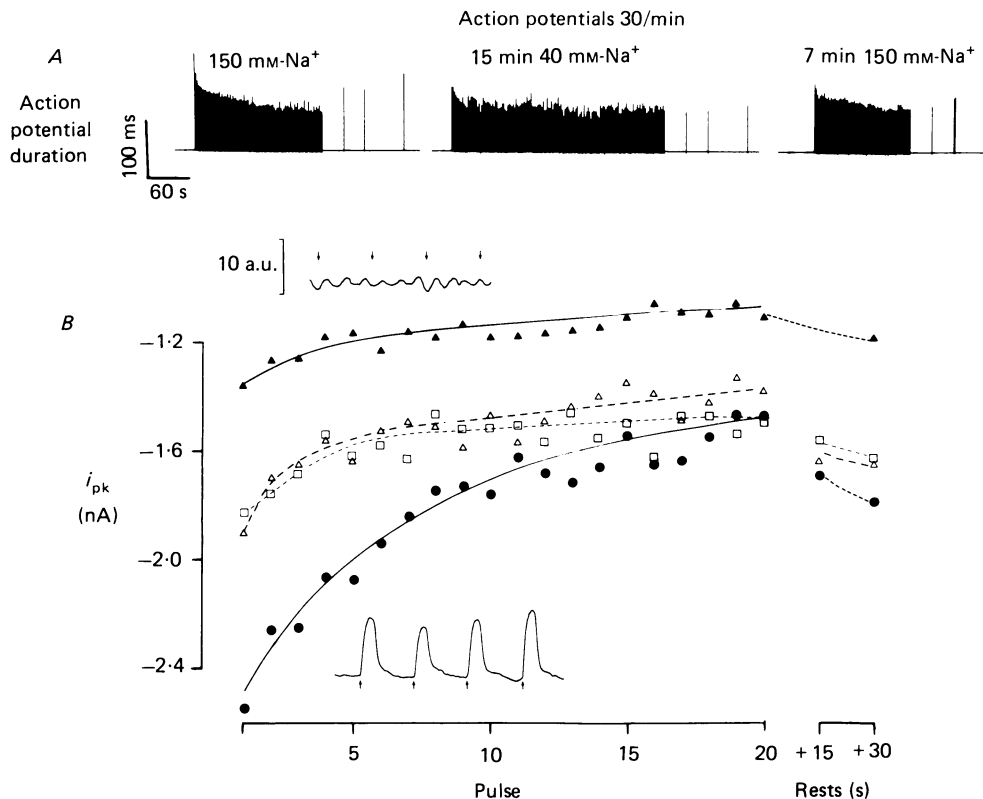 Action potentials 30/min
A
150 mM-Na⁺
15 min 40 mM-Na⁺
7 min 150 mM-Na⁺
Action
potential
duration
100 ms
60 s
10 a.u.
B
−1·2
−1·6
−2·0
−2·4
i_pk
(nA)
5
10
15
20
+15
+30
Pulse
Rests (s)